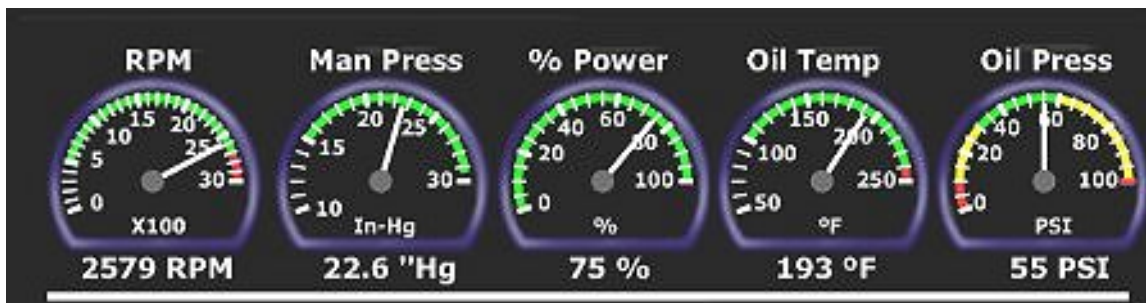 RPM Man Press % Power Oil Temp Oil Press
0 5 10 15 20 25 30
X100
10 15 20 25 30
In-Hg
0 20 40 60 80 100
%
50 100 150 200 250
ºF
0 20 40 60 80 100
PSI
2579 RPM 22.6 "Hg 75 % 193 ºF 55 PSI